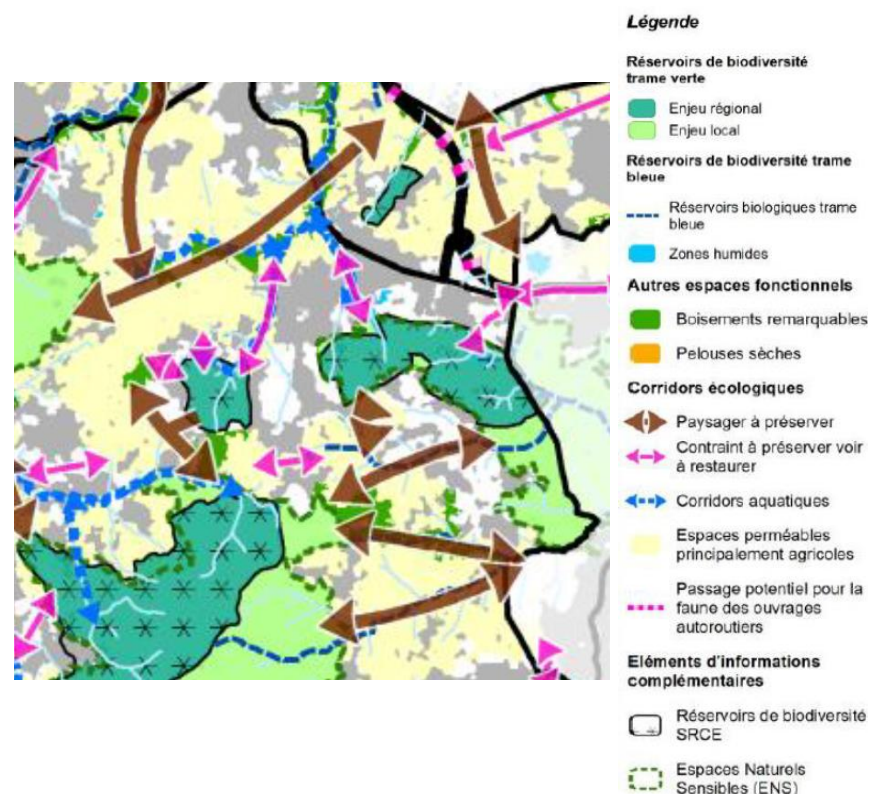 Légende
Réservoirs de biodiversité
trame verte
Enjeu régional
Enjeu local
Réservoirs de biodiversité trame
bleue
Réservoirs biologiques trame
bleue
Zones humides
Autres espaces fonctionnels
Boisements remarquables
Pelouses sèches
Corridors écologiques
Paysager à préserver
Contraint à préserver voir
à restaurer
Corridors aquatiques
Espaces perméables
principalement agricoles
Passage potentiel pour la
faune des ouvrages
autoroutiers
Eléments d'informations
complémentaires
Réservoirs de biodiversité
SRCE
Espaces Naturels
Sensibles (ENS)